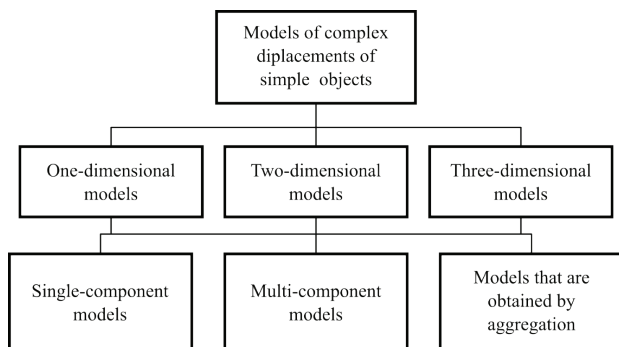 Models of complex
diplacements of
simple objects
One-dimensional
models
Two-dimensional
models
Three-dimensional
models
Single-component
models
Multi-component
models
Models that are
obtained by
aggregation